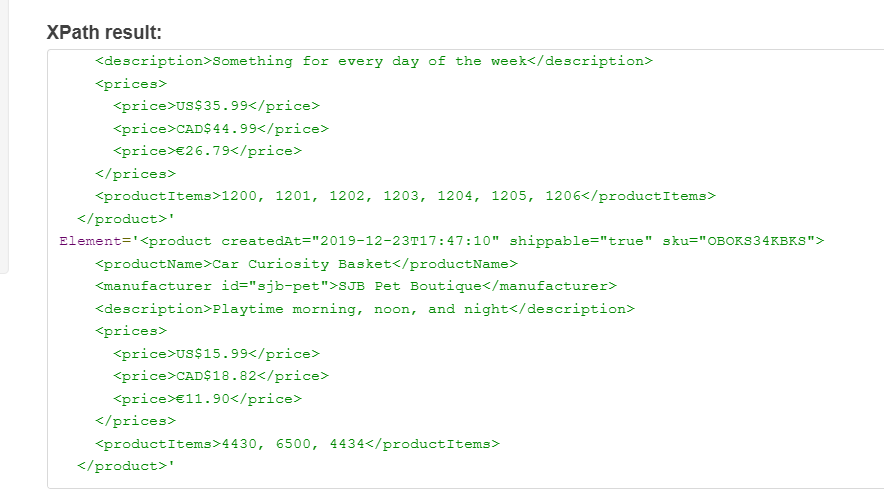 XPath result:
<description>Something for every day of the week</description>
<prices>
<price>US$35.99</price>
<price>CAD$44.99</price>
<price>€26.79</price>
</prices>
<productItems>1200, 1201, 1202, 1203, 1204, 1205, 1206</productItems>
</product>'
Element='<product createdAt="2019-12-23T17:47:10" shippable="true" sku="OBOKS34KBKS">
<productName>Car Curiosity Basket</productName>
<manufacturer id="sjb-pet">SJB Pet Boutique</manufacturer>
<description>Playtime morning, noon, and night</description>
<prices>
<price>US$15.99</price>
<price>CAD$18.82</price>
<price>€11.90</price>
</prices>
<productItems>4430, 6500, 4434</productItems>
</product>'